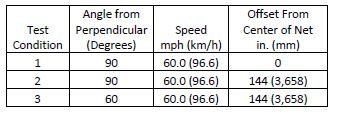 Test Condition Angle from Perpendicular (Degrees) Speed mph (km/h) Offset From Center of Net in. (mm)
1 90 60.0 (96.6) 0
2 90 60.0 (96.6) 144 (3,658)
3 60 60.0 (96.6) 144 (3,658)